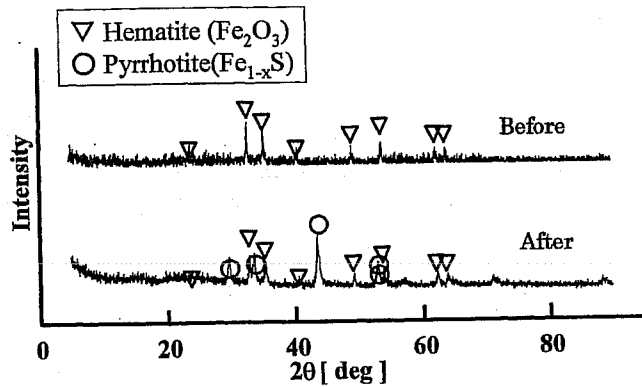 ▽ Hematite (Fe₂O₃)
○ Pyrrhotite(Fe₁₋ₓS)
Before
After
Intensity
0 20 40 60 80
2θ [ deg ]